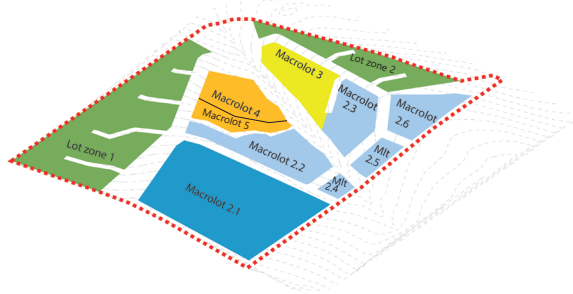 Macrolot 3
Lot zone 2
Macrolot
2.3
Macrolot
2.6
Macrolot 4
Macrolot 5
Lot zone 1
Macrolot 2.2
Mlt
2.5
Mlt
2.4
Macrolot 2.1